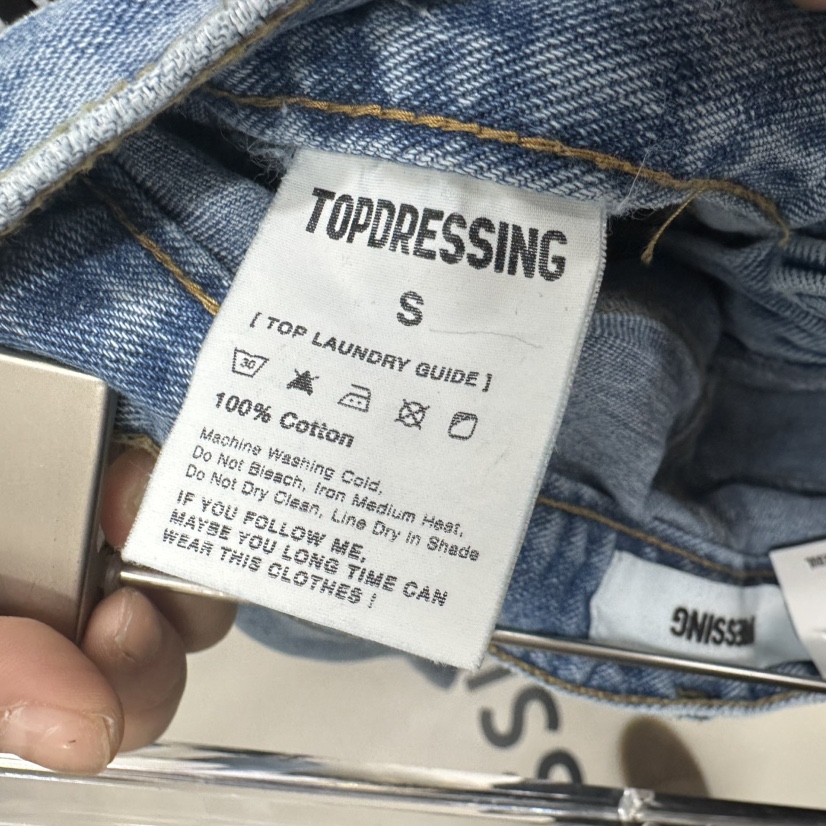 TOPDRESSING
S
[ TOP LAUNDRY GUIDE ]
30
100% Cotton
Machine Washing Cold,
Do Not Bleach, Iron Medium Heat,
Do Not Dry Clean, Line Dry In Shade
IF YOU FOLLOW ME,
MAYBE YOU LONG TIME CAN
WEAR THIS CLOTHES !